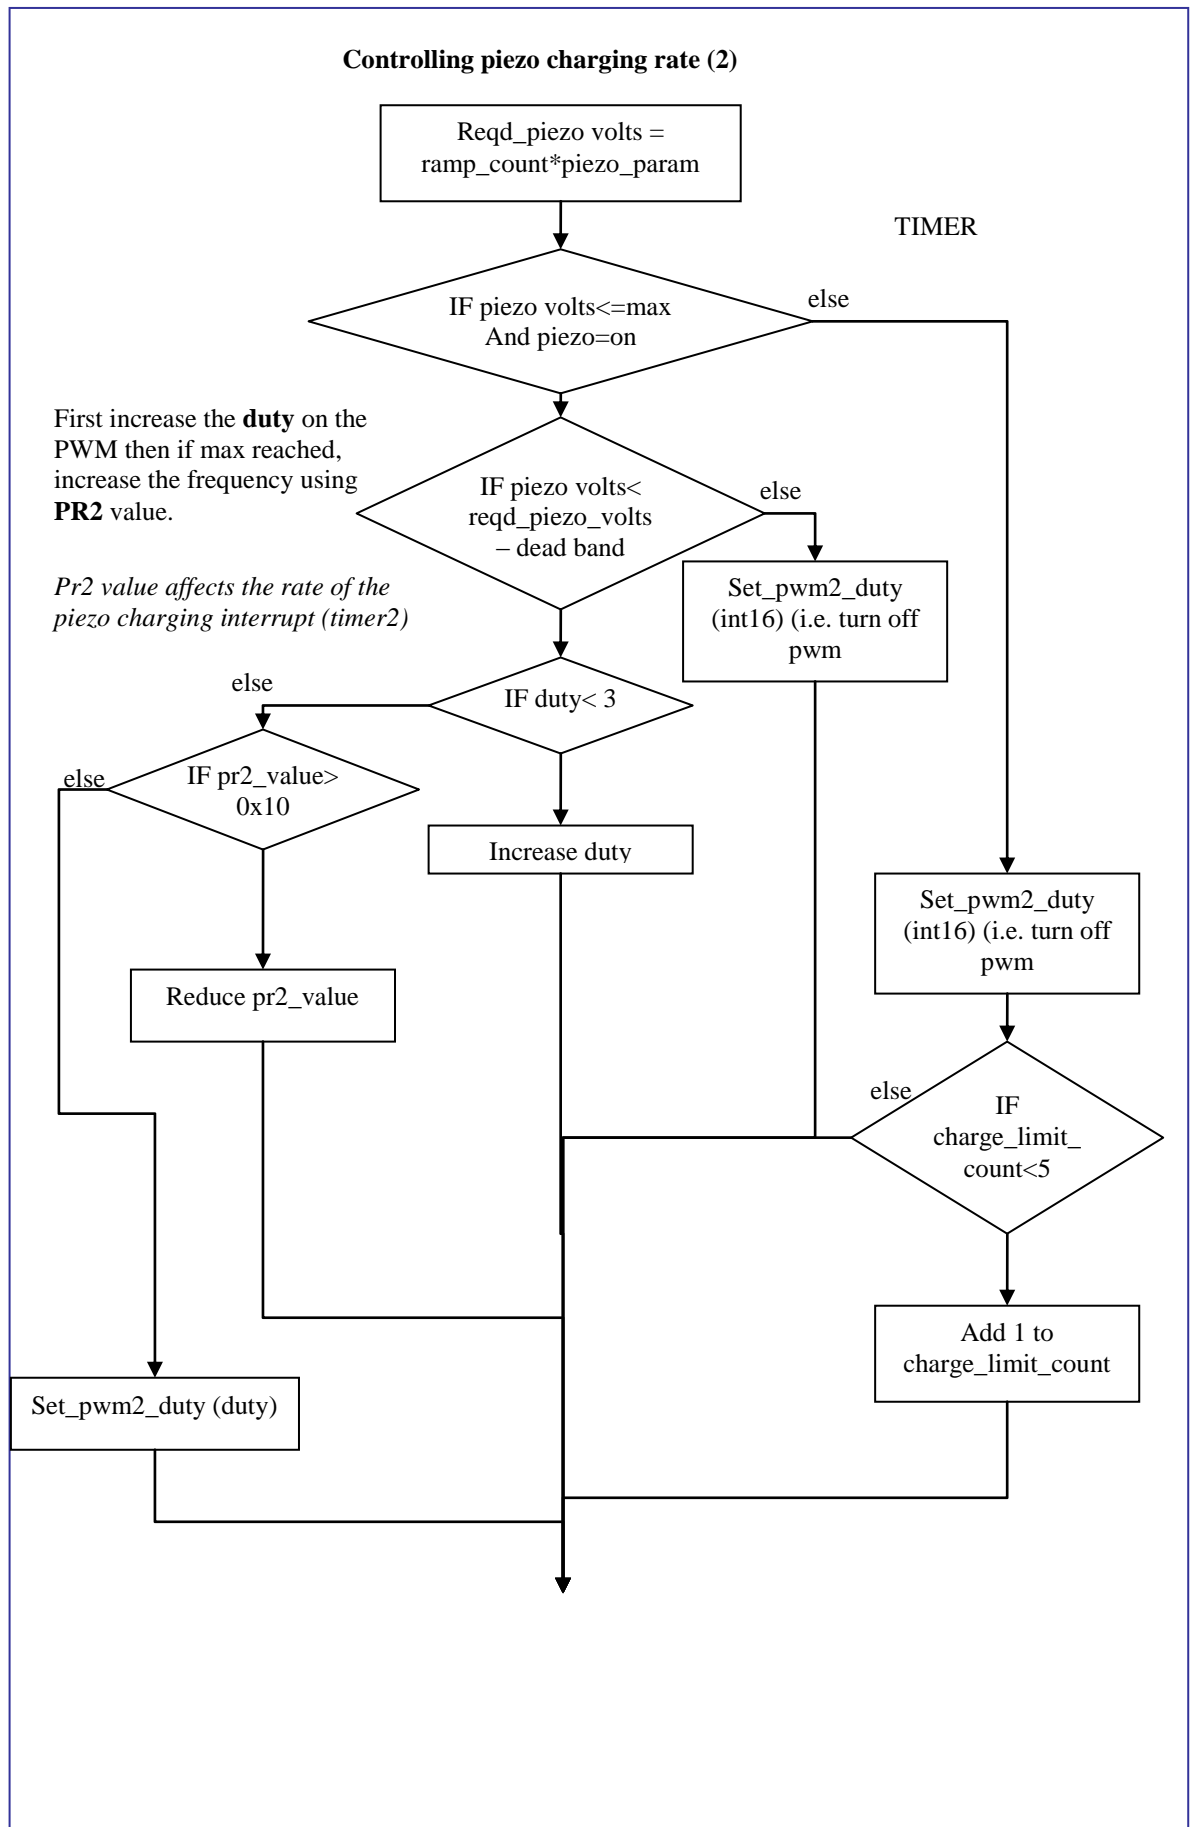 Controlling piezo charging rate (2)
Reqd_piezo volts =
ramp_count*piezo_param
TIMER
IF piezo volts<=max
And piezo=on
else
First increase the duty on the
PWM then if max reached,
increase the frequency using
PR2 value.
IF piezo volts<
reqd_piezo_volts
– dead band
else
Pr2 value affects the rate of the
piezo charging interrupt (timer2)
Set_pwm2_duty
(int16) (i.e. turn off
pwm
else
IF duty< 3
else
IF pr2_value>
0x10
Increase duty
Set_pwm2_duty
(int16) (i.e. turn off
pwm
Reduce pr2_value
else
IF
charge_limit_
count<5
Add 1 to
charge_limit_count
Set_pwm2_duty (duty)